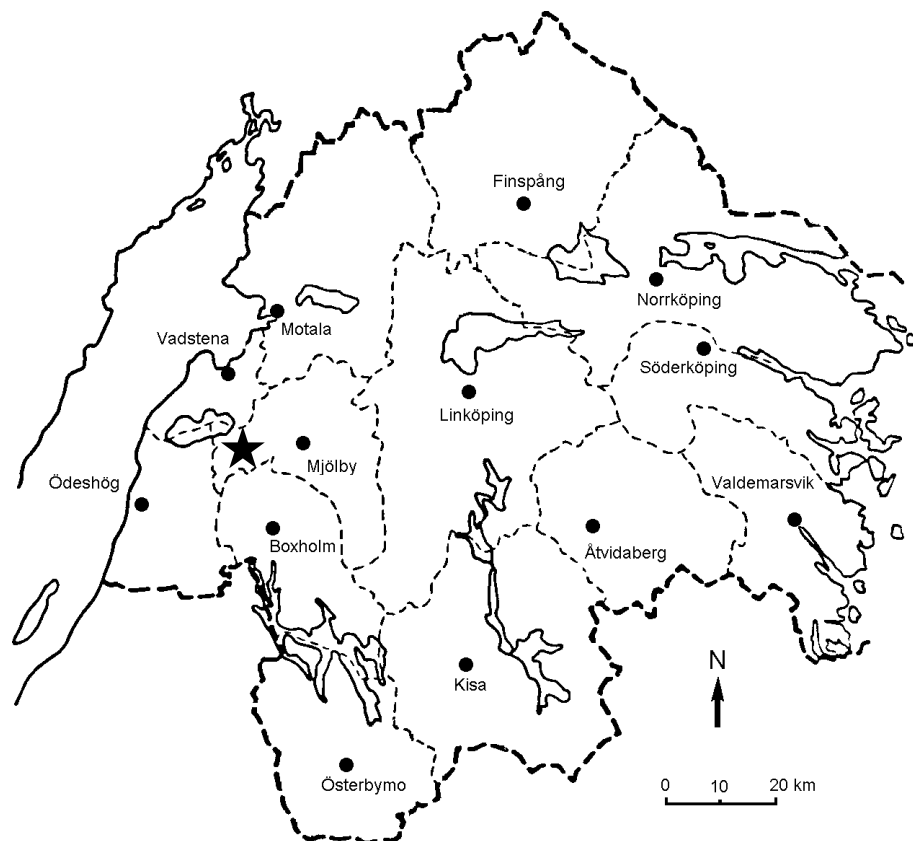 Finspång
Norrköping
Motala
Vadstena
Söderköping
Linköping
Mjölby
Ödeshög
Valdemarsvik
Boxholm
Åtvidaberg
N
Kisa
Österbymo
0 10 20 km